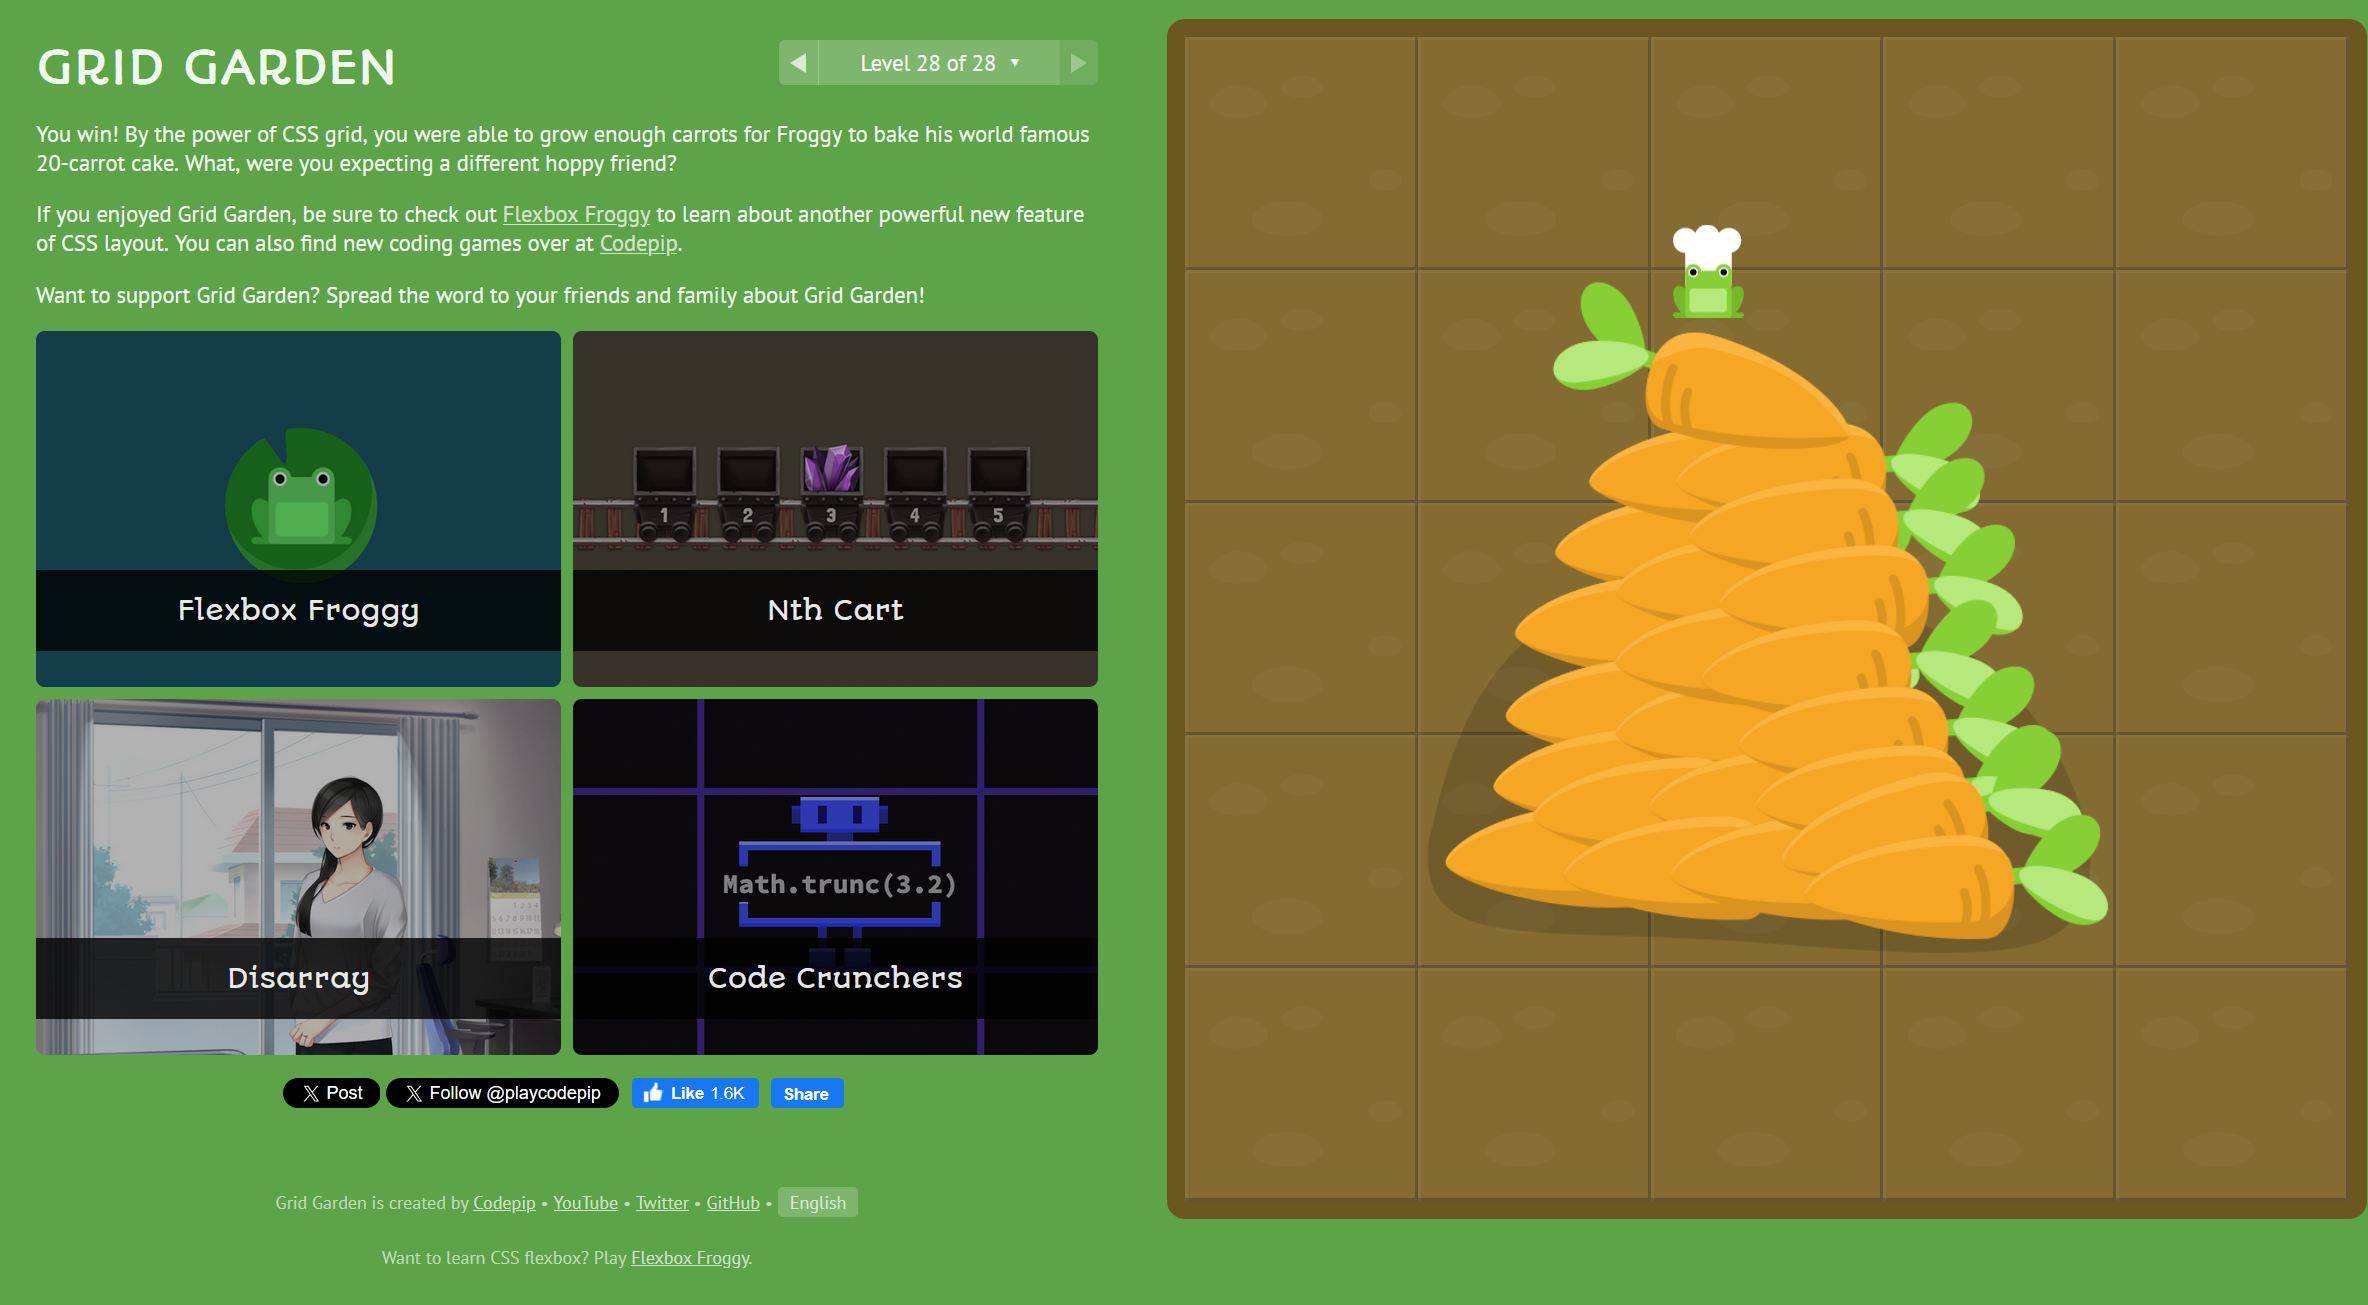 GRID GARDEN
Level 28 of 28 ▼
You win! By the power of CSS grid, you were able to grow enough carrots for Froggy to bake his world famous
20-carrot cake. What, were you expecting a different hoppy friend?
If you enjoyed Grid Garden, be sure to check out Flexbox Froggy to learn about another powerful new feature
of CSS layout. You can also find new coding games over at Codepip.
Want to support Grid Garden? Spread the word to your friends and family about Grid Garden!
1 2 3 4 5
Flexbox Froggy
Nth Cart
Math.trunc(3.2)
Disarray
Code Crunchers
Post
Follow @playcodepip
Like 1.6K
Share
Grid Garden is created by Codepip • YouTube • Twitter • GitHub • English
Want to learn CSS flexbox? Play Flexbox Froggy.